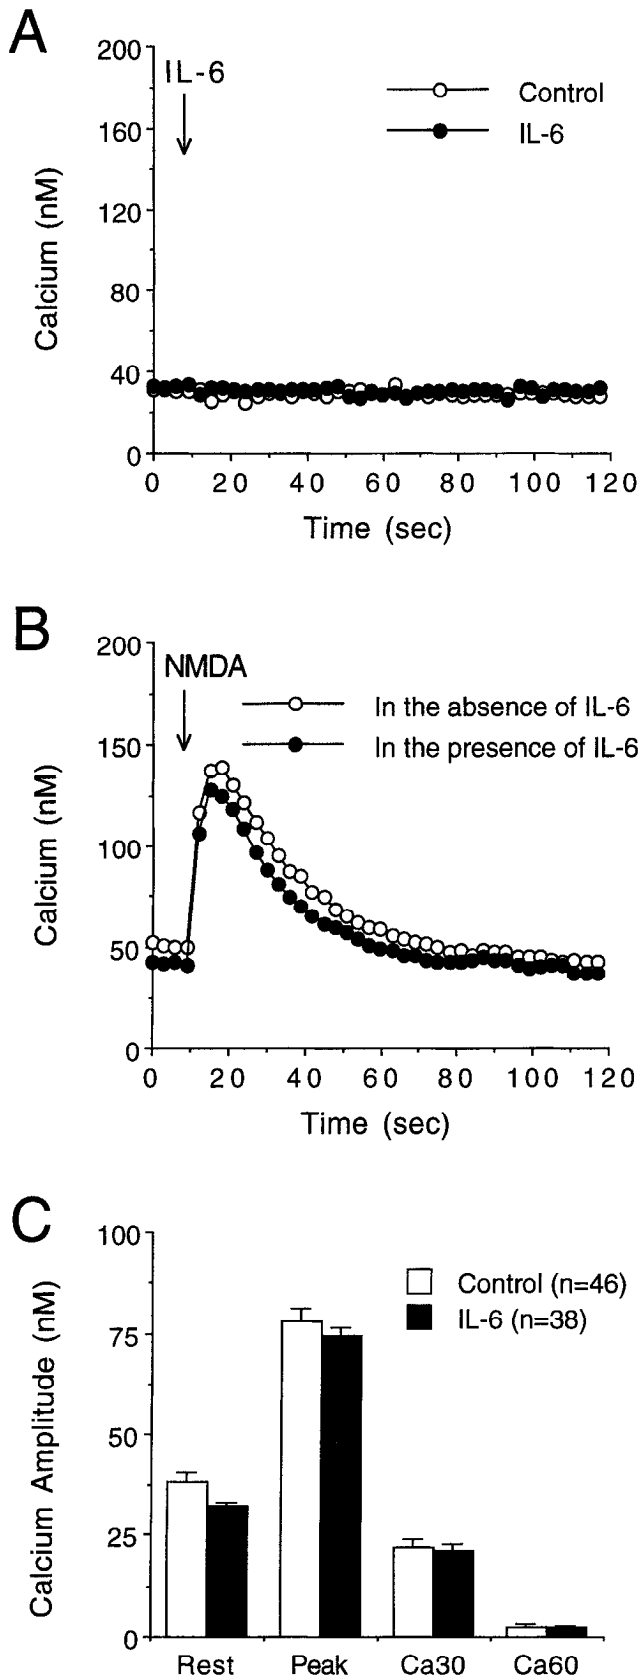 A
200
160
120
80
40
0
Calcium (nM)
IL-6
Control
IL-6
0 20 40 60 80 100 120
Time (sec)
B
200
150
100
50
0
Calcium (nM)
NMDA
In the absence of IL-6
In the presence of IL-6
0 20 40 60 80 100 120
Time (sec)
C
100
75
50
25
0
Calcium Amplitude (nM)
Control (n=46)
IL-6 (n=38)
Rest Peak Ca30 Ca60